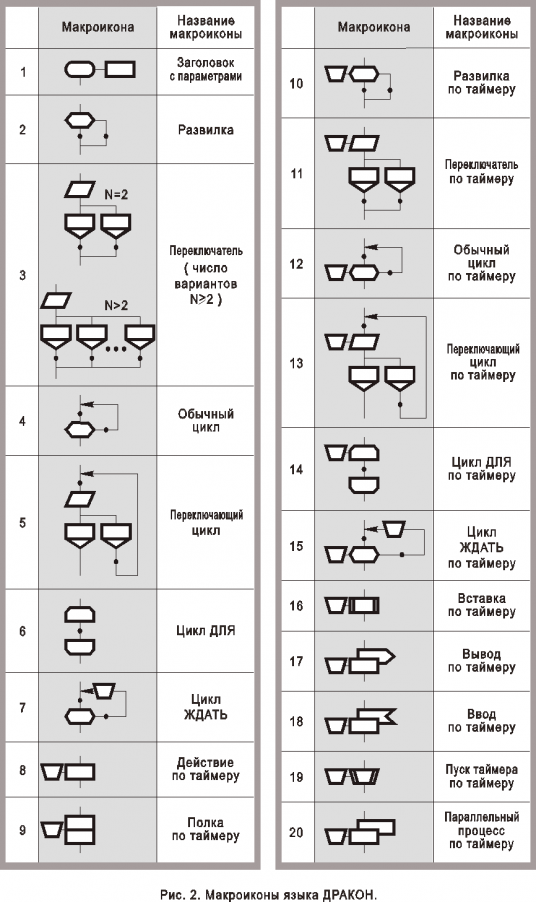 Макроикона
Название
макроиконы
1
Заголовок
с параметрами
2
Развилка
3
N=2
N>2
Переключатель
( число
вариантов
N≥2 )
4
Обычный
цикл
5
Переключающий
цикл
6
Цикл ДЛЯ
7
Цикл
ЖДАТЬ
8
Действие
по таймеру
9
Полка
по таймеру
Макроикона
Название
макроиконы
10
Развилка
по таймеру
11
Переключатель
по таймеру
12
Обычный
цикл
по таймеру
13
Переключающий
цикл
по таймеру
14
Цикл ДЛЯ
по таймеру
15
Цикл
ЖДАТЬ
по таймеру
16
Вставка
по таймеру
17
Вывод
по таймеру
18
Ввод
по таймеру
19
Пуск таймера
по таймеру
20
Параллельный
процесс
по таймеру
Рис. 2. Макроиконы языка ДРАКОН.